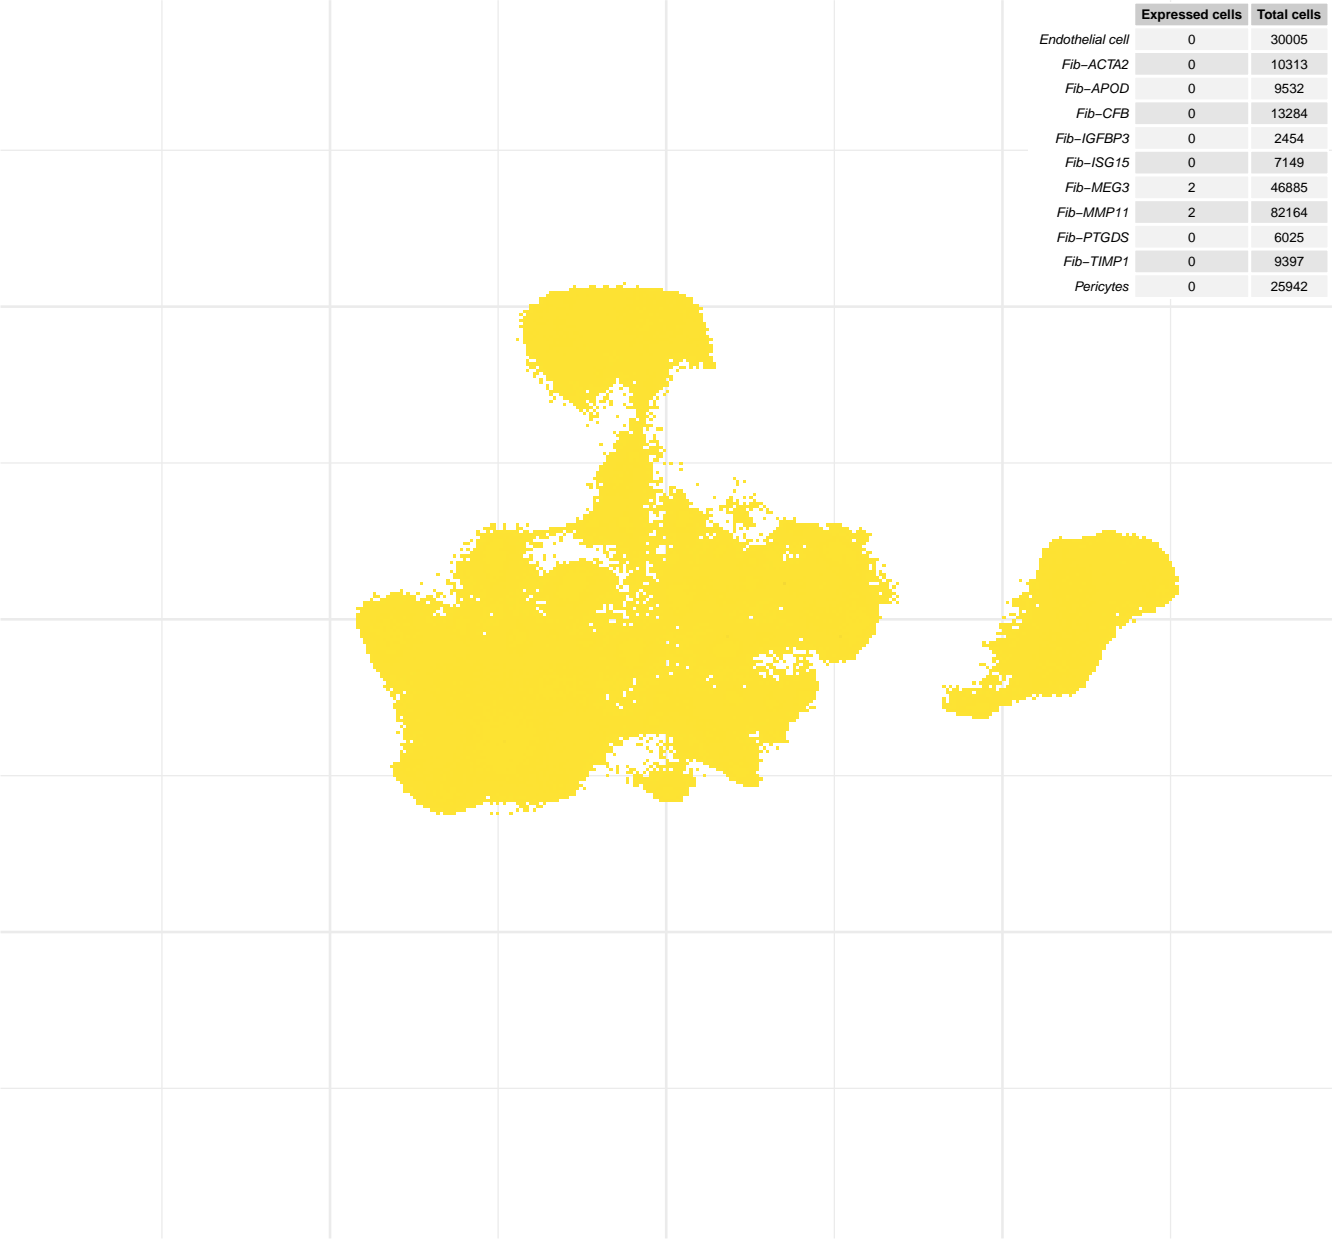 Expressed cells Total cells
Endothelial cell 0 30005
Fib−ACTA2 0 10313
Fib−APOD 0 9532
Fib−CFB 0 13284
Fib−IGFBP3 0 2454
Fib−ISG15 0 7149
Fib−MEG3 2 46885
Fib−MMP11 2 82164
Fib−PTGDS 0 6025
Fib−TIMP1 0 9397
Pericytes 0 25942